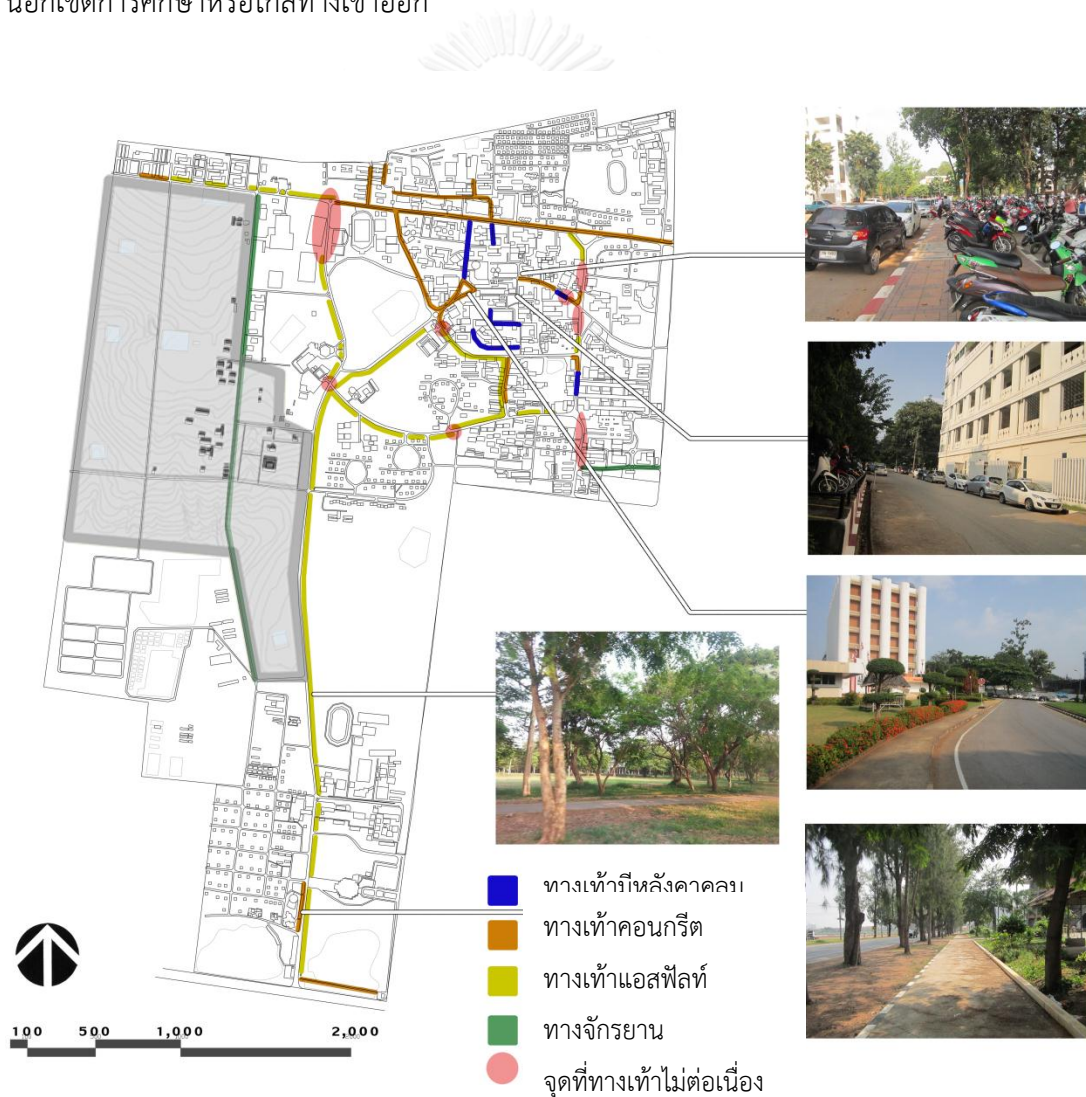 100 500 1,000 2,000
ทางเท้ามีหลังคาคลุม
ทางเท้าคอนกรีต
ทางเท้าแอสฟัลท์
ทางจักรยาน
จุดที่ทางเท้าไม่ต่อเนื่อง